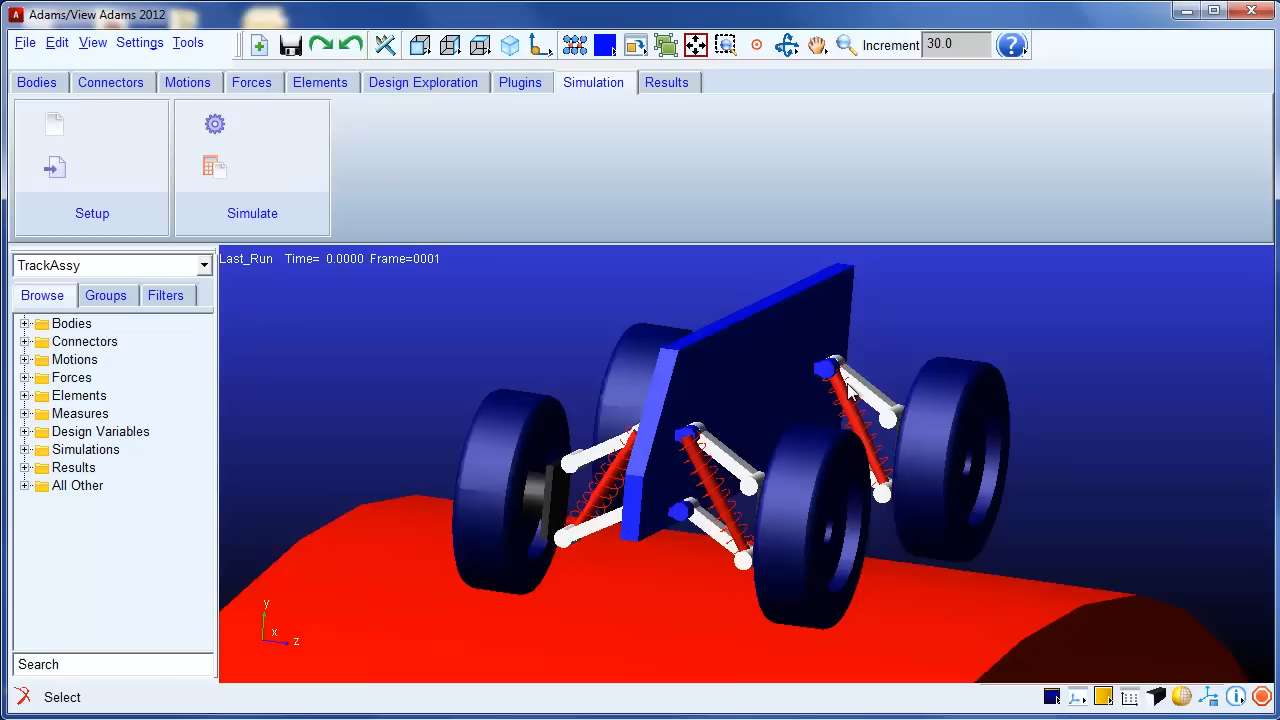 Adams/View Adams 2012
File Edit View Settings Tools
Increment 30.0
Bodies Connectors Motions Forces Elements Design Exploration Plugins Simulation Results
Setup Simulate
TrackAssy
Last_Run Time= 0.0000 Frame=0001
Browse Groups Filters
Bodies
Connectors
Motions
Forces
Elements
Measures
Design Variables
Simulations
Results
All Other
y
x
z
Search
Select